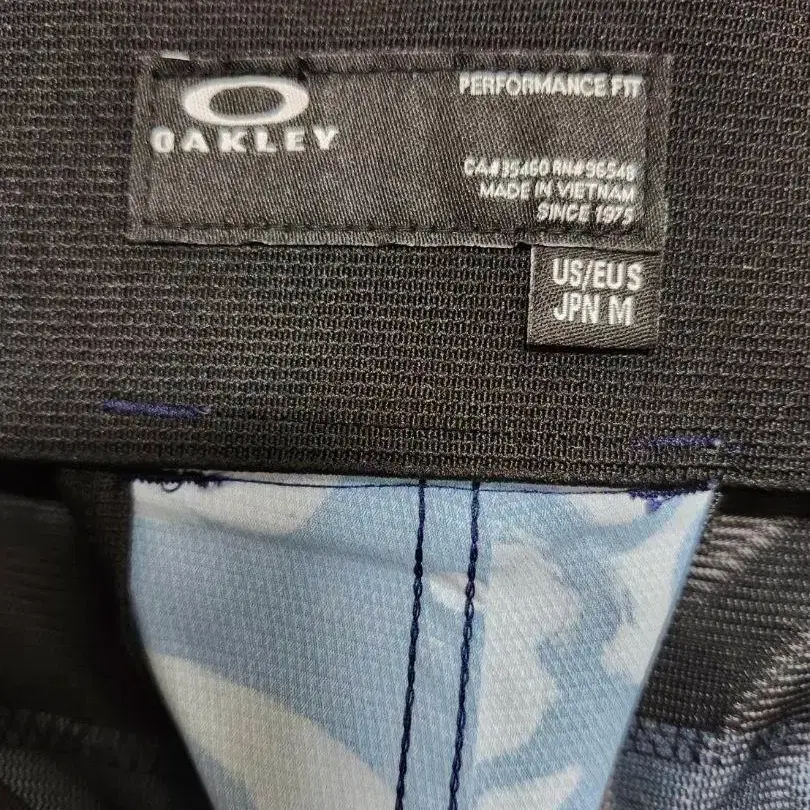 OAKLEY
PERFORMANCE FIT
CA# 35460 RN# 96548
MADE IN VIETNAM
SINCE 1975
US/EU S
JPN M